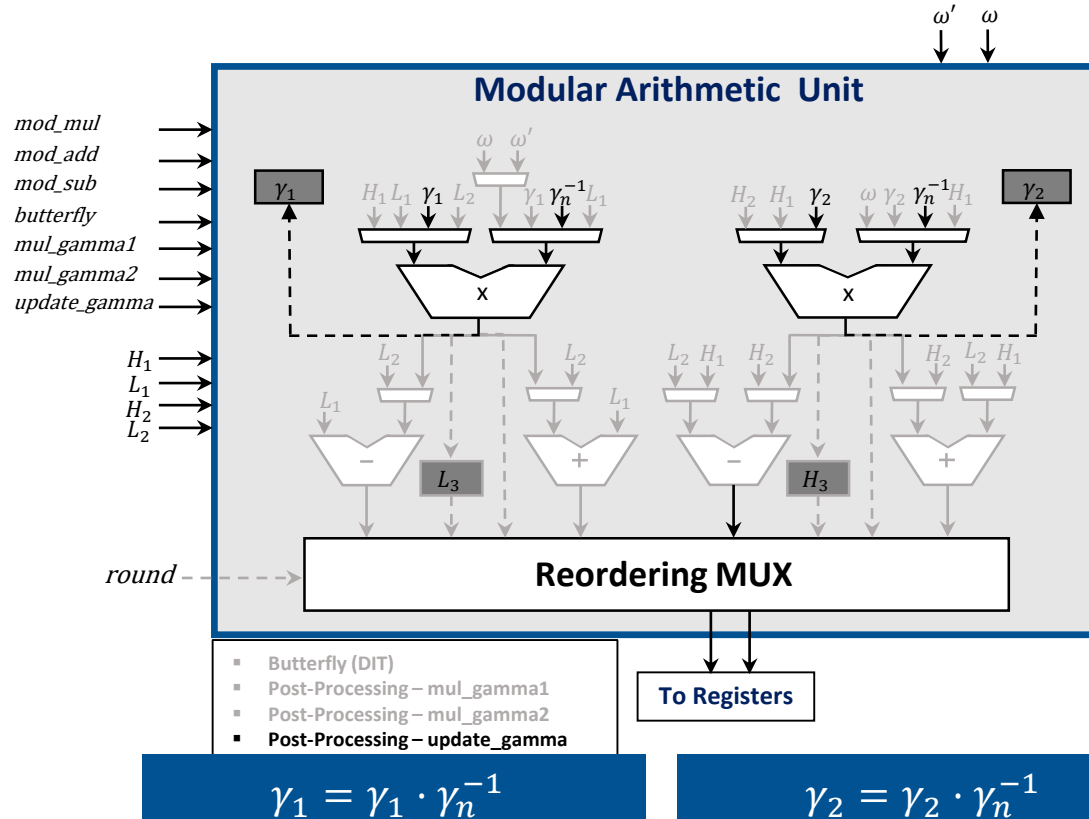 ω′ ω
Modular Arithmetic Unit
mod_mul
mod_add
mod_sub
butterfly
mul_gamma1
mul_gamma2
update_gamma
H₁
L₁
H₂
L₂
ω ω′
γ₁
H₁ L₁ γ₁ L₂ γ₁ γₙ⁻¹ L₁
H₂ H₁ γ₂ ω γ₂ γₙ⁻¹ H₁
γ₂
x x
L₂ L₂ L₂ H₁ H₂ H₂ L₂ H₁
L₁ L₁
− + − +
L₃ H₃
round
Reordering MUX
▪ Butterfly (DIT)
▪ Post-Processing – mul_gamma1
▪ Post-Processing – mul_gamma2
▪ Post-Processing – update_gamma
To Registers
γ₁ = γ₁ · γₙ⁻¹
γ₂ = γ₂ · γₙ⁻¹